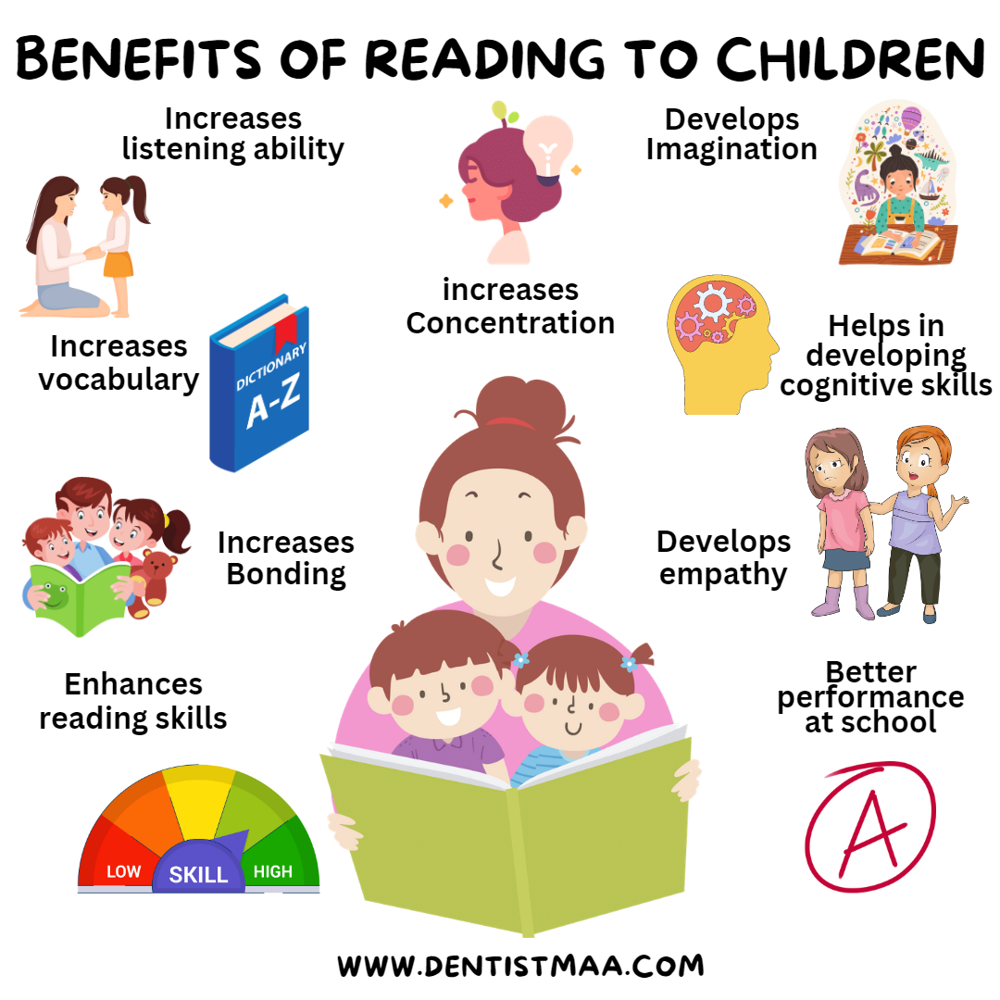 BENEFITS OF READING TO CHILDREN
Increases
listening ability
increases
Concentration
Develops
Imagination
Increases
vocabulary
DICTIONARY
A-Z
Helps in
developing
cognitive skills
Increases
Bonding
Develops
empathy
Enhances
reading skills
LOW
SKILL
HIGH
Better
performance
at school
A
WWW.DENTISTMAA.COM